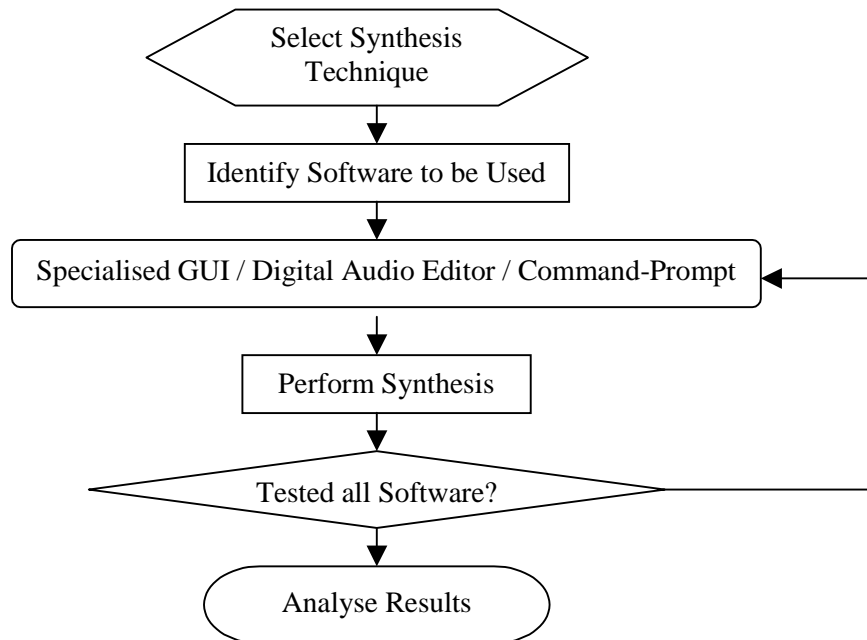 Select Synthesis
Technique
Identify Software to be Used
Specialised GUI / Digital Audio Editor / Command-Prompt
Perform Synthesis
Tested all Software?
Analyse Results